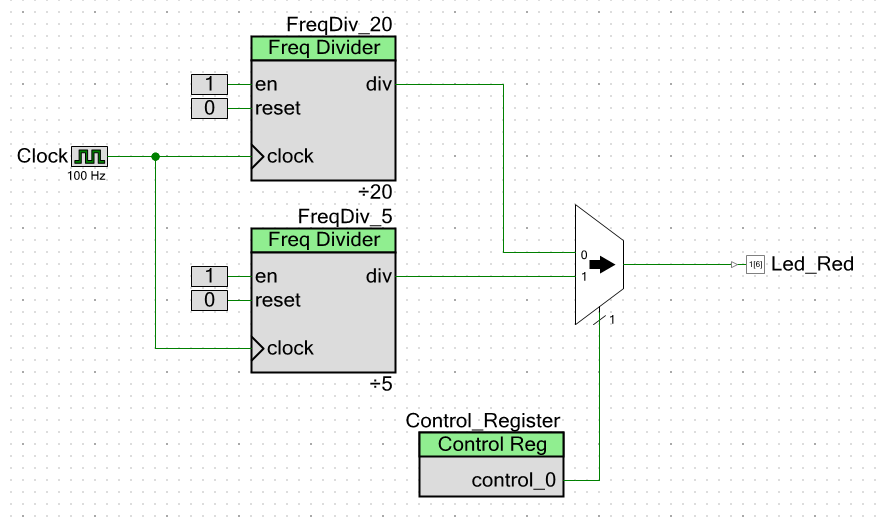 FreqDiv_20
Freq Divider
1 en div
0 reset
Clock
100 Hz
clock
÷20
FreqDiv_5
Freq Divider
1 en div
0 reset
clock
÷5
0
1
1
1[6] Led_Red
Control_Register
Control Reg
control_0